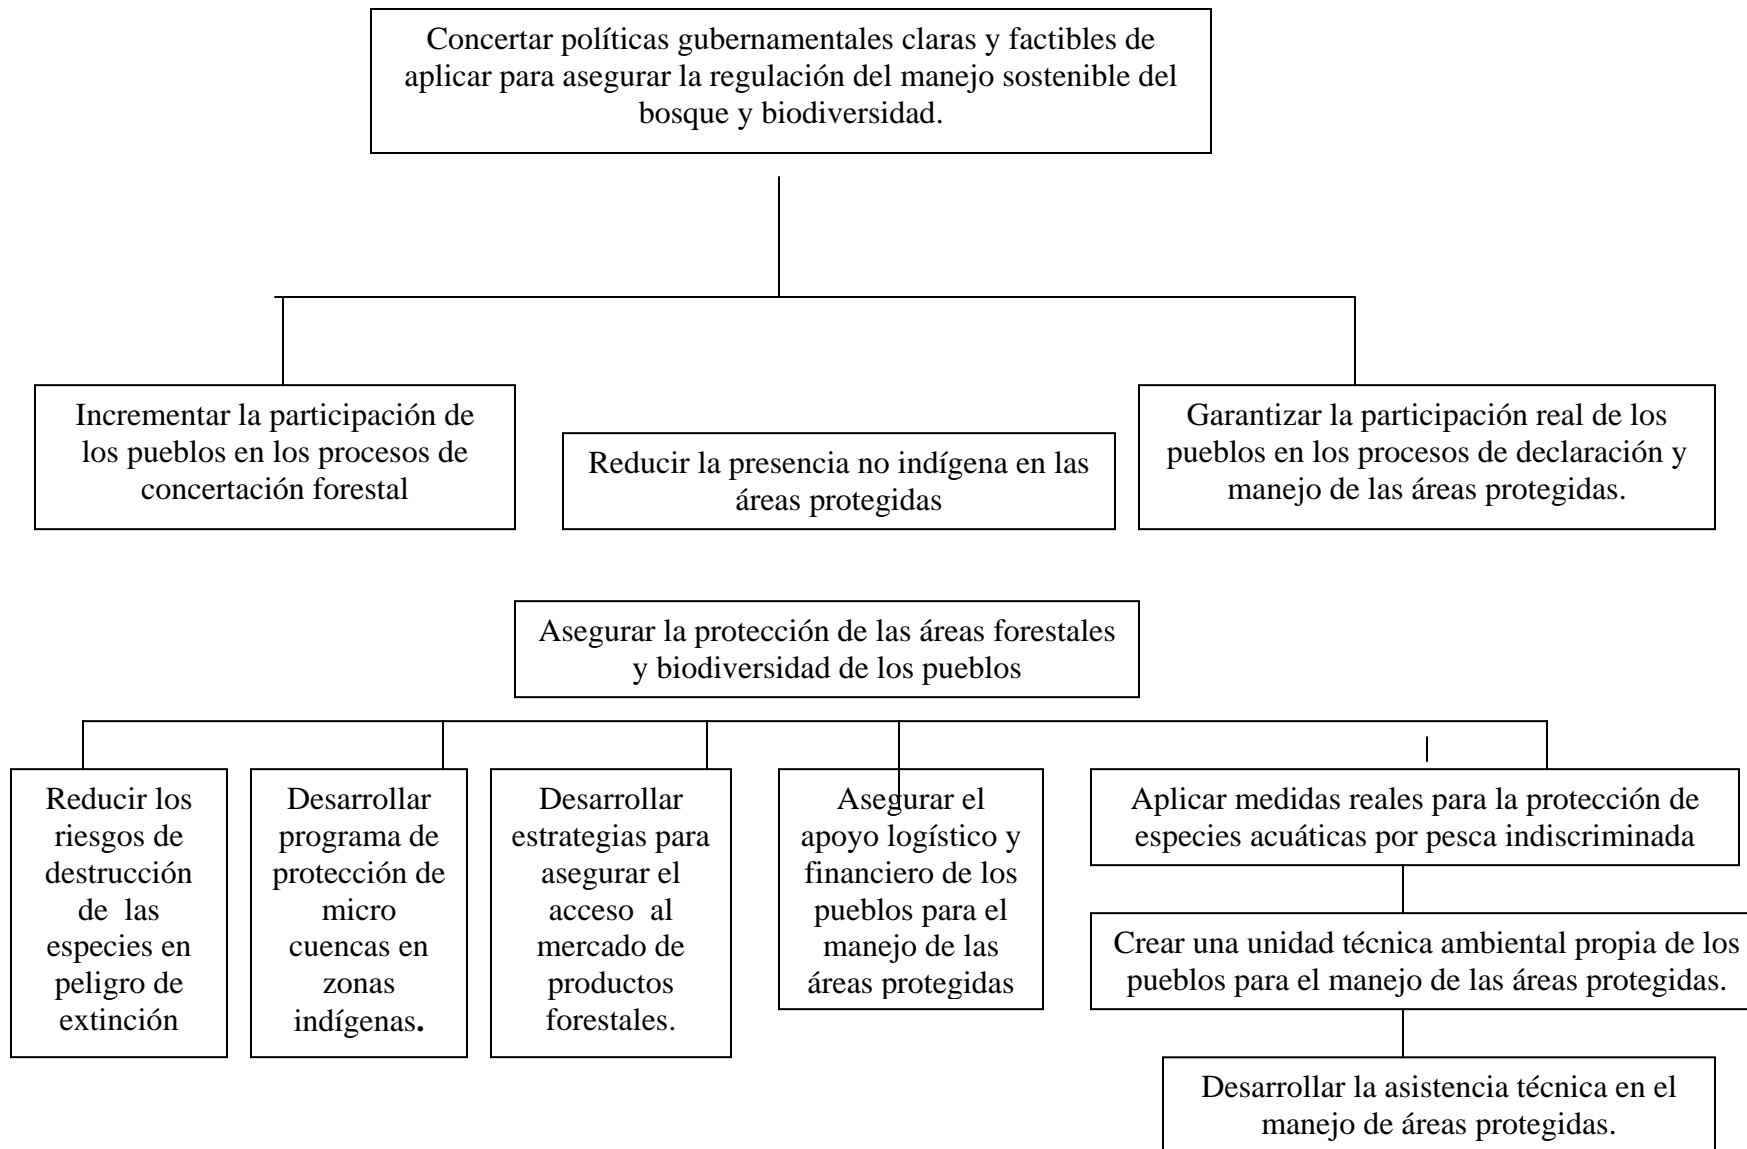 Concertar políticas gubernamentales claras y factibles de
aplicar para asegurar la regulación del manejo sostenible del
bosque y biodiversidad.
Incrementar la participación de
los pueblos en los procesos de
concertación forestal
Reducir la presencia no indígena en las
áreas protegidas
Garantizar la participación real de los
pueblos en los procesos de declaración y
manejo de las áreas protegidas.
Asegurar la protección de las áreas forestales
y biodiversidad de los pueblos
Reducir los
riesgos de
destrucción
de las
especies en
peligro de
extinción
Desarrollar
programa de
protección de
micro
cuencas en
zonas
indígenas.
Desarrollar
estrategias para
asegurar el
acceso al
mercado de
productos
forestales.
Asegurar el
apoyo logístico y
financiero de los
pueblos para el
manejo de las
áreas protegidas
Aplicar medidas reales para la protección de
especies acuáticas por pesca indiscriminada
Crear una unidad técnica ambiental propia de los
pueblos para el manejo de las áreas protegidas.
Desarrollar la asistencia técnica en el
manejo de áreas protegidas.